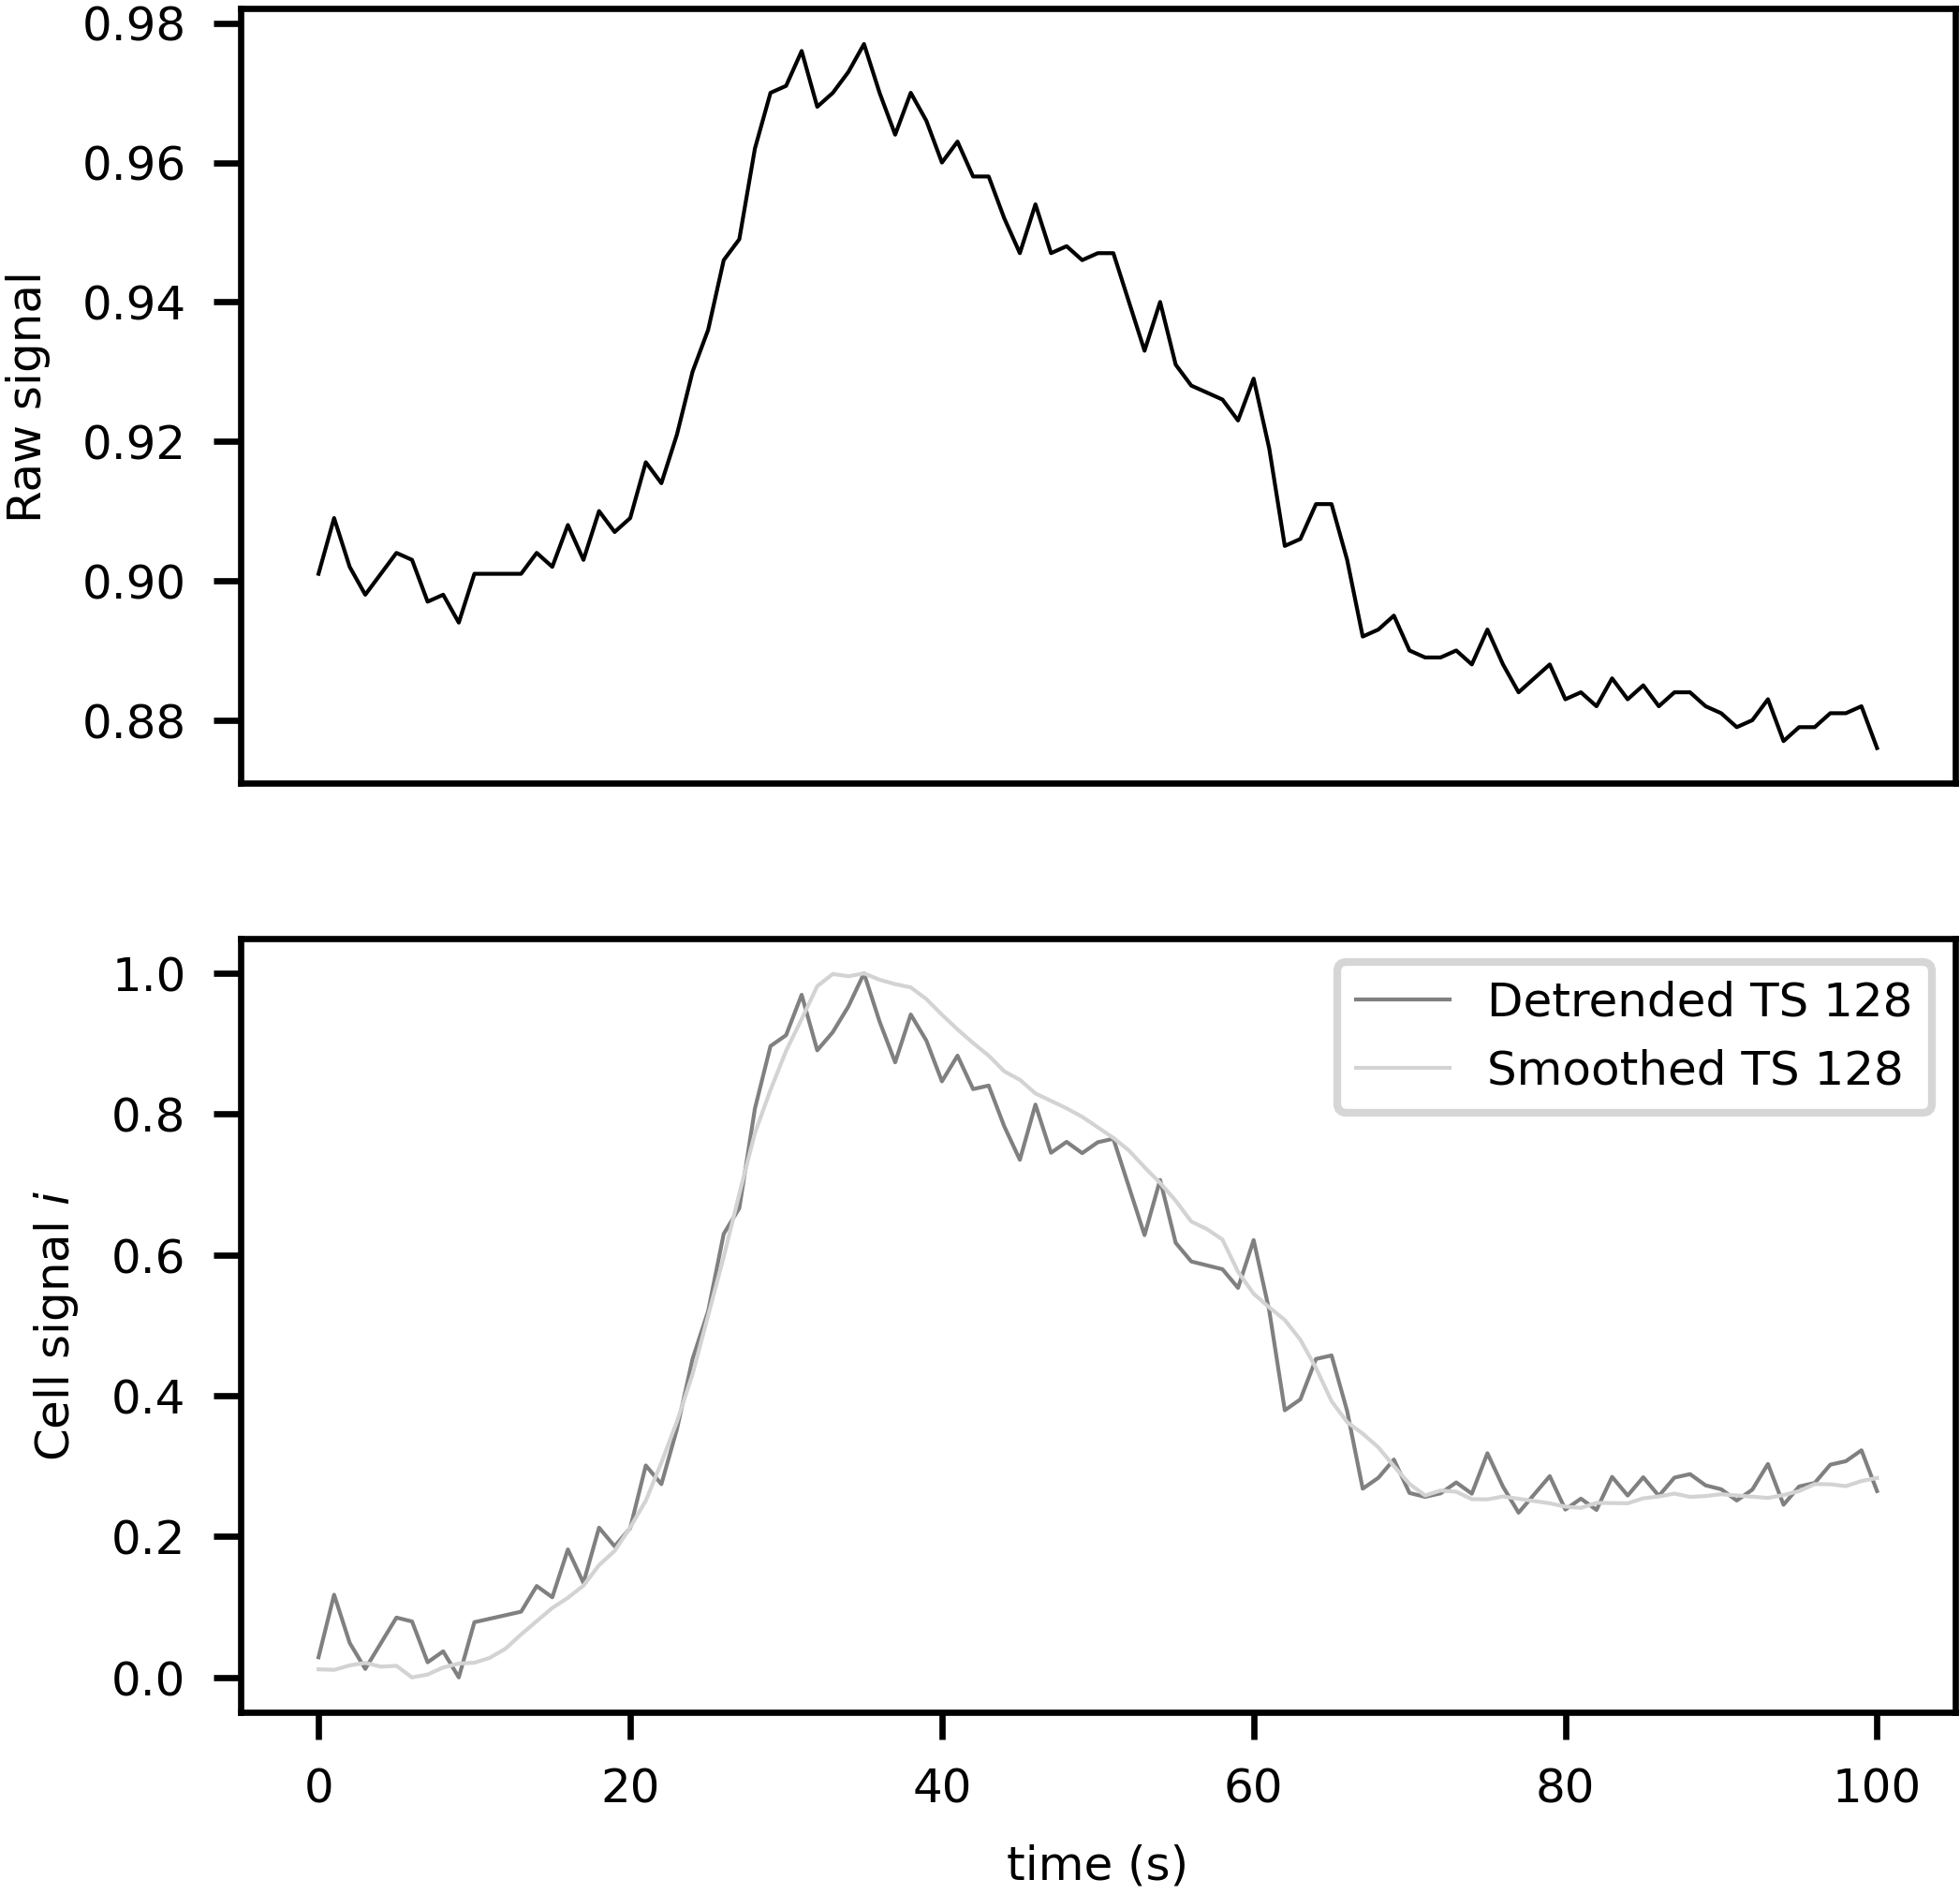 Raw signal
0.98
0.96
0.94
0.92
0.90
0.88
Cell signal i
1.0
0.8
0.6
0.4
0.2
0.0
Detrended TS 128
Smoothed TS 128
0 20 40 60 80 100
time (s)